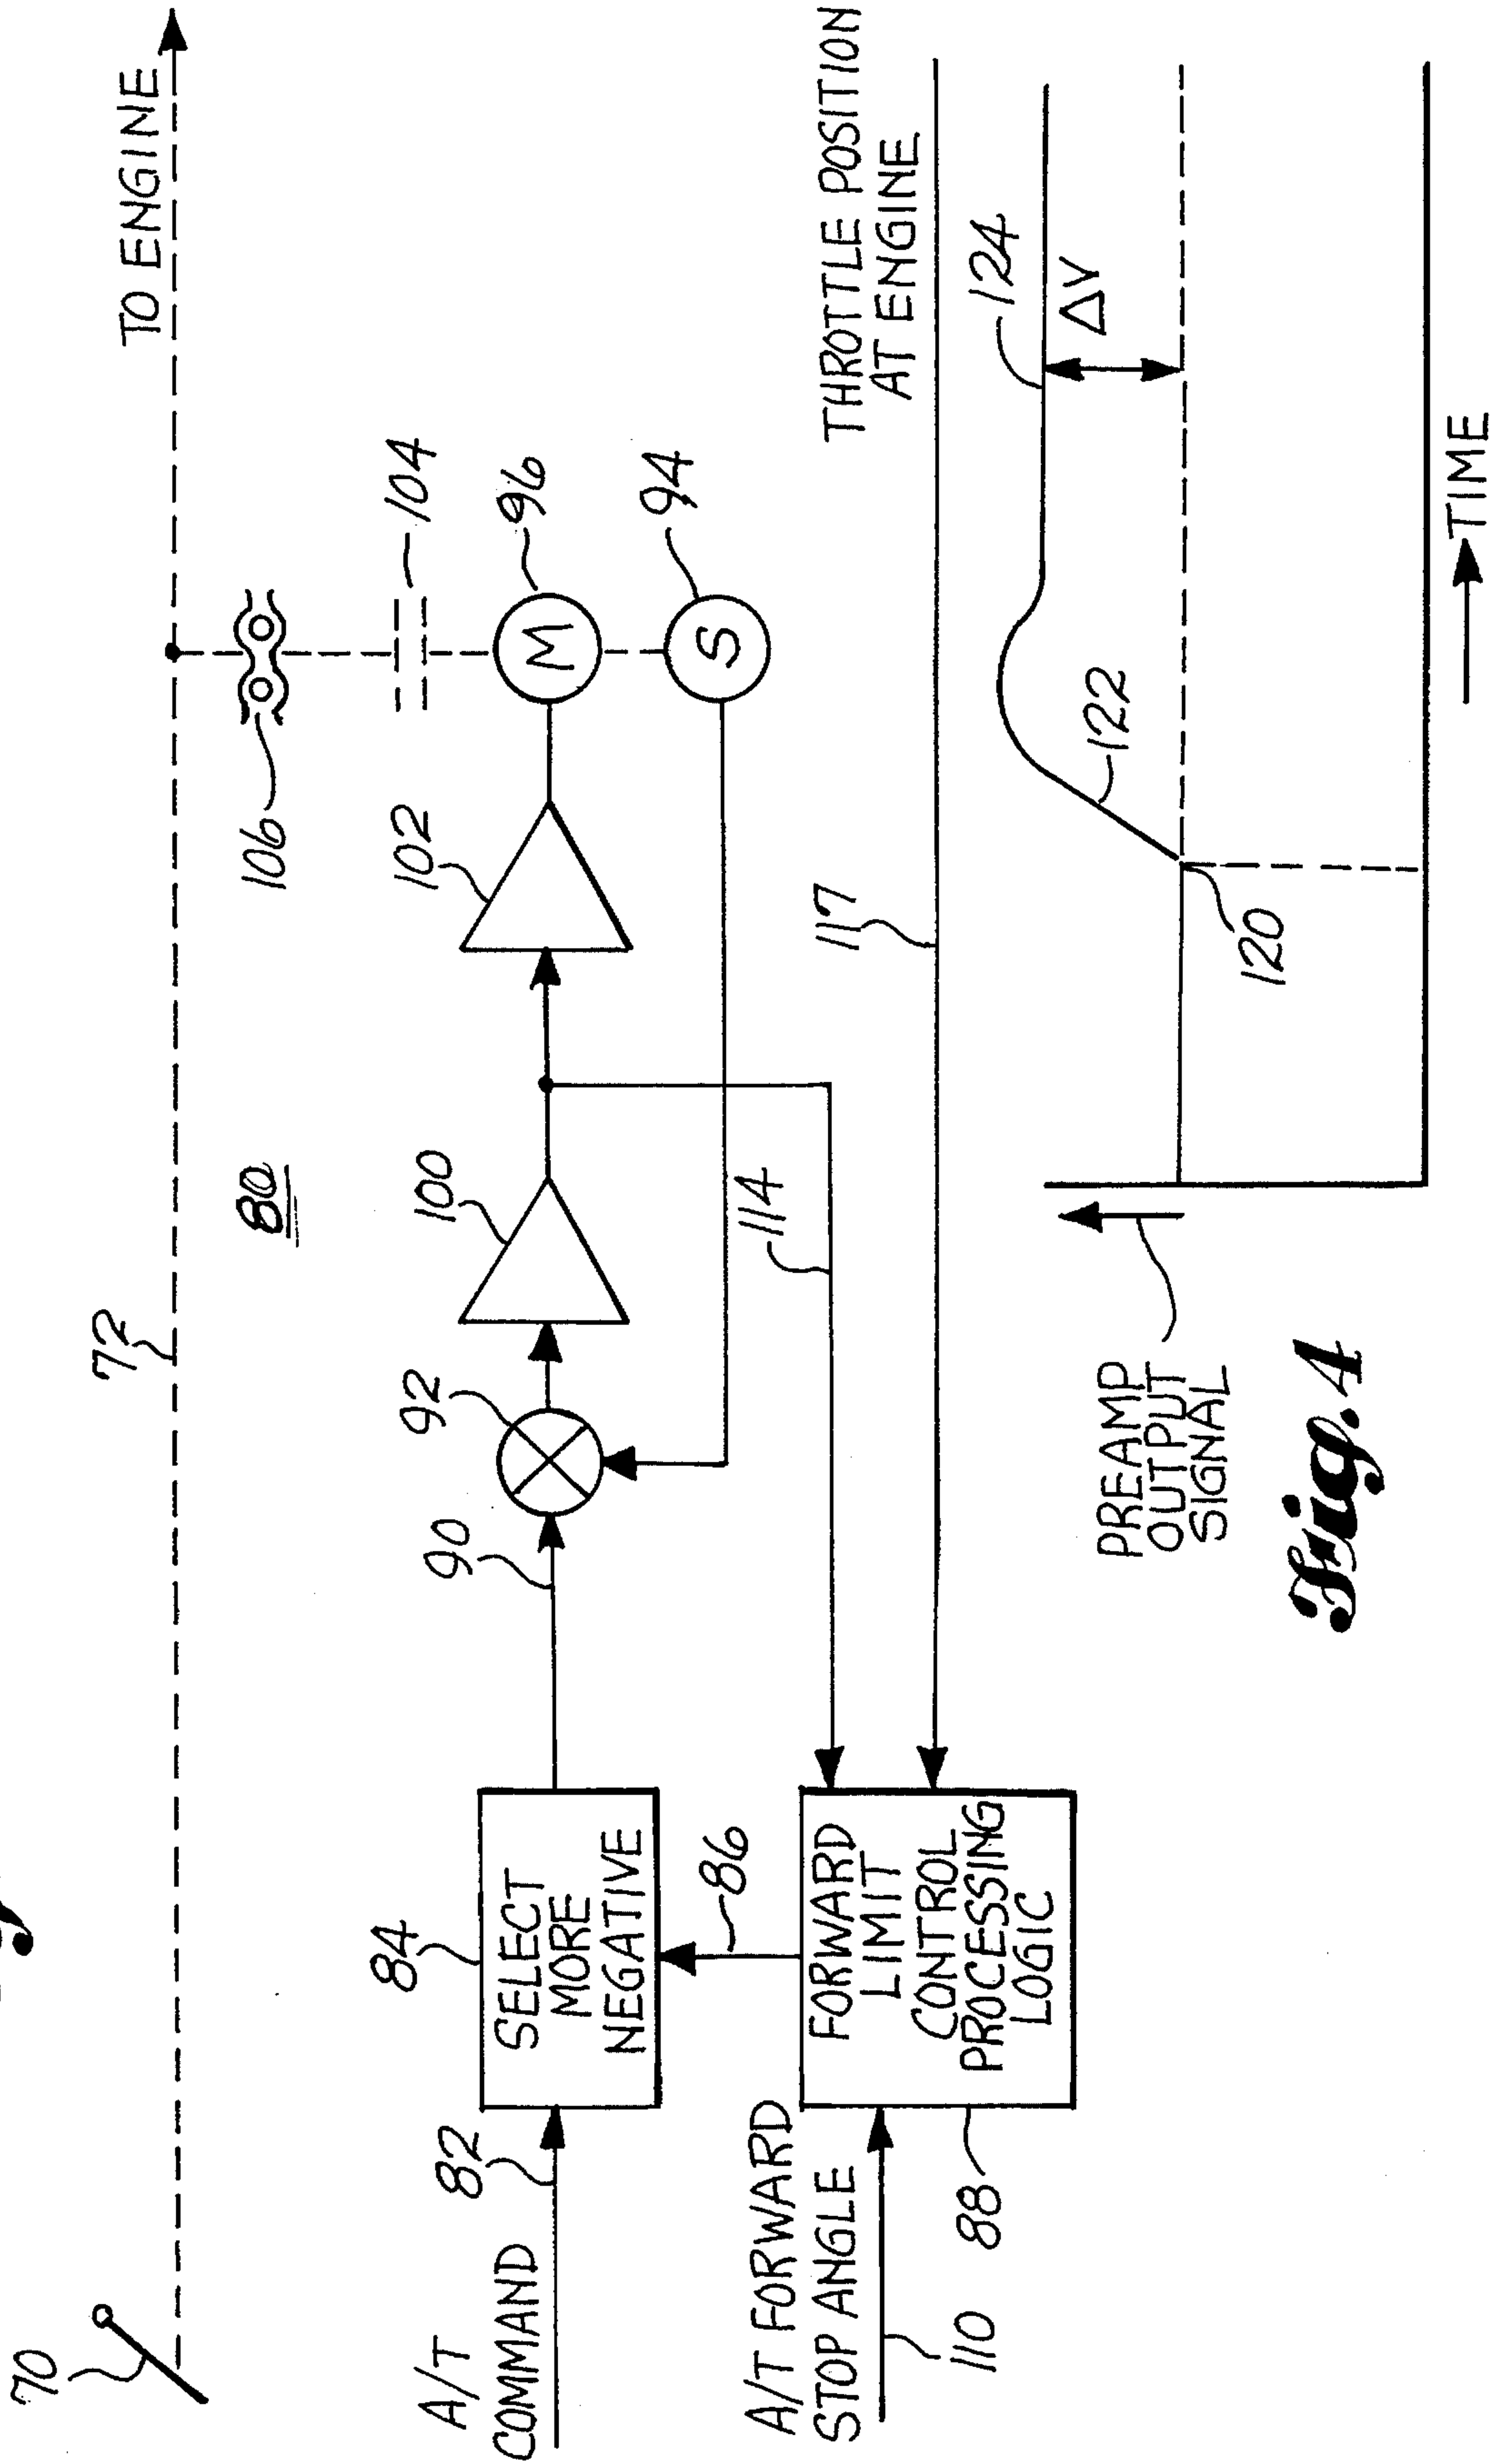 70
72
TO ENGINE
80
106
104
A/T
COMMAND
82
84
SELECT
MORE
NEGATIVE
90
92
100
102
M
96
S
94
86
114
A/T FORWARD
STOP ANGLE
110
88
FORWARD
LIMIT
CONTROL
PROCESSING
LOGIC
117
THROTTLE POSITION
AT ENGINE
PREAMP
OUTPUT
SIGNAL
120
122
124
ΔV
TIME
Fig. 4